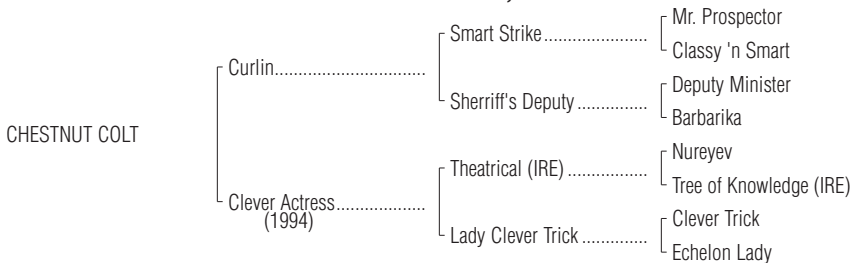 Mr. Prospector
Smart Strike.....................
Classy 'n Smart
Curlin..............................
Deputy Minister
Sherriff's Deputy ..............
Barbarika
CHESTNUT COLT
Nureyev
Theatrical (IRE) ................
Tree of Knowledge (IRE)
Clever Actress..................
(1994)
Clever Trick
Lady Clever Trick .............
Echelon Lady